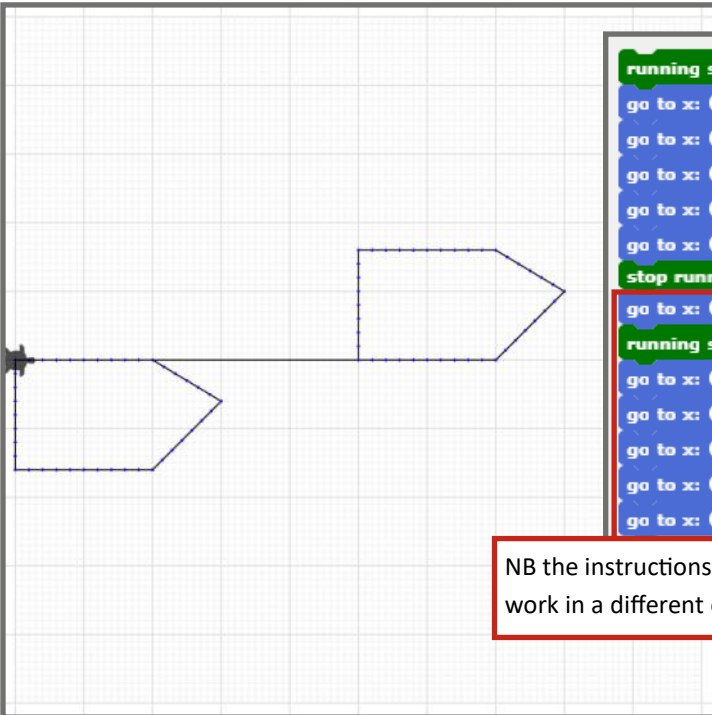 running s
go to x:
go to x:
go to x:
go to x:
go to x:
stop runn
go to x:
running s
go to x:
go to x:
go to x:
go to x:
go to x:
NB the instructions
work in a different